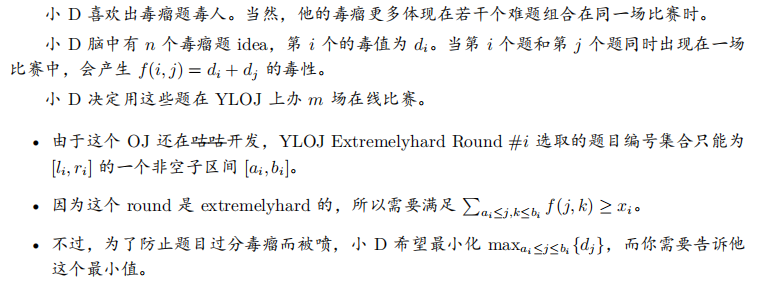 小 D 喜欢出毒瘤题毒人。当然，他的毒瘤更多体现在若干个难题组合在同一场比赛时。
小 D 脑中有 n 个毒瘤题 idea，第 i 个的毒值为 d_i。当第 i 个题和第 j 个题同时出现在一场
比赛中，会产生 f(i, j) = d_i + d_j 的毒性。
小 D 决定用这些题在 YLOJ 上办 m 场在线比赛。
• 由于这个 OJ 还在咕咕开发，YLOJ Extremelyhard Round #i 选取的题目编号集合只能为
[l_i, r_i] 的一个非空子区间 [a_i, b_i]。
• 因为这个 round 是 extremelyhard 的，所以需要满足 ∑_{a_i≤j,k≤b_i} f(j, k) ≥ x_i。
• 不过，为了防止题目过分毒瘤而被喷，小 D 希望最小化 max_{a_i≤j≤b_i}{d_j}，而你需要告诉他
这个最小值。